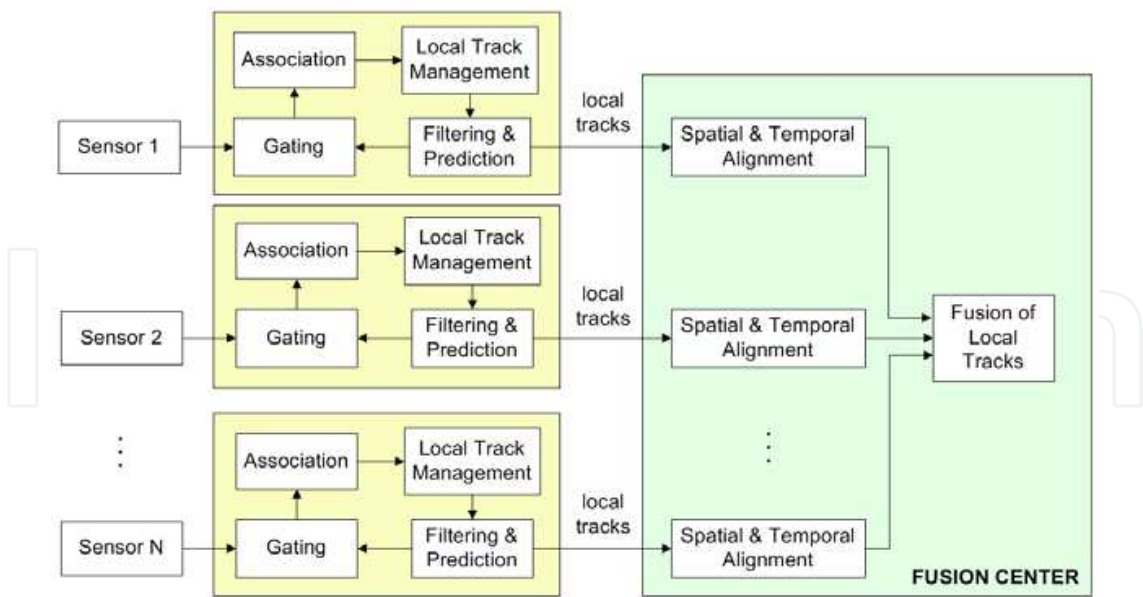 Association
Local Track
Management
Sensor 1
Gating
Filtering &
Prediction
local
tracks
Spatial & Temporal
Alignment
Association
Local Track
Management
Sensor 2
Gating
Filtering &
Prediction
local
tracks
Spatial & Temporal
Alignment
Fusion of
Local
Tracks
Association
Local Track
Management
Sensor N
Gating
Filtering &
Prediction
local
tracks
Spatial & Temporal
Alignment
FUSION CENTER